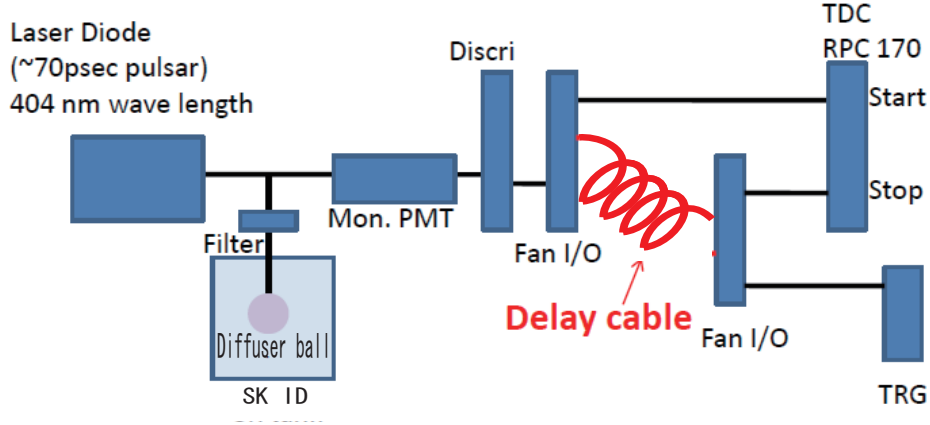 Laser Diode
(~70psec pulsar)
404 nm wave length
Discri
TDC
RPC 170
Start
Stop
Mon. PMT
Filter
Fan I/O
Delay cable
Fan I/O
Diffuser ball
SK ID
TRG